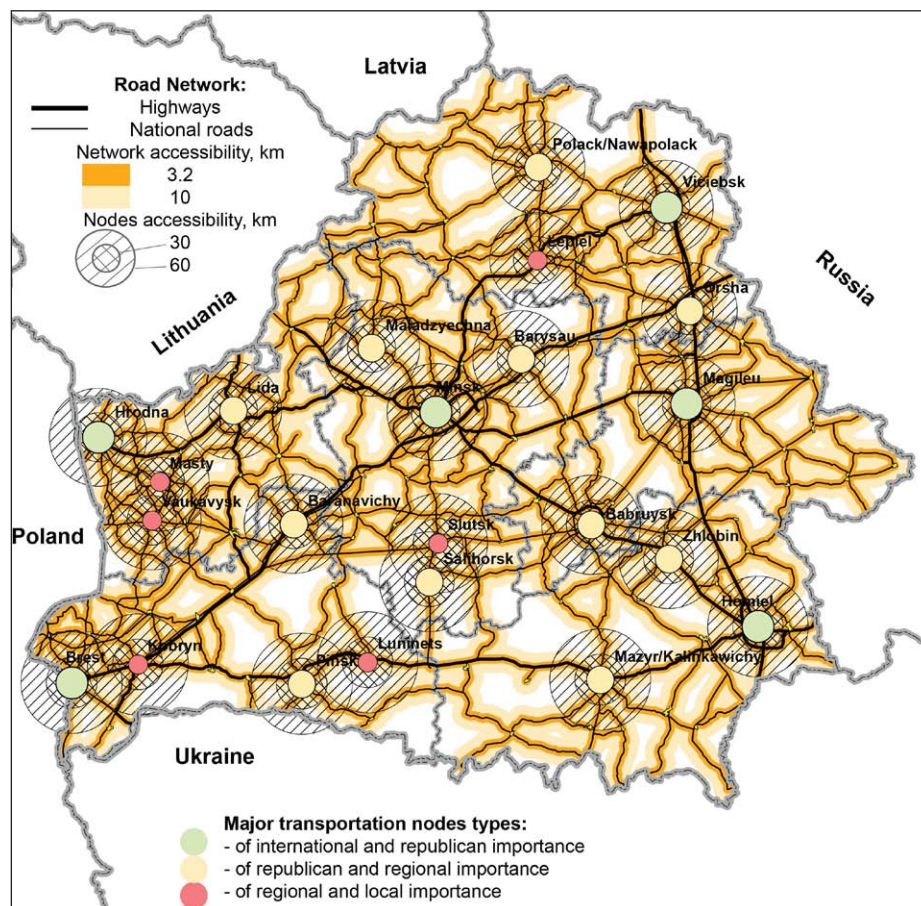 Latvia
Road Network:
Highways
National roads
Network accessibility, km
3.2
10
Nodes accessibility, km
30
60
Polack/Nawapolack
Viciebsk
Lepiel
Russia
Orsha
Lithuania
Maladzyechna
Barysau
Lida
Minsk
Magileu
Hrodna
Masty
Vaukavysk
Baranavichy
Poland
Slutsk
Babruysk
Salihorsk
Zhlobin
Homiel
Kobryn
Luninets
Brest
Pinsk
Mazyr/Kalinkawichy
Ukraine
Major transportation nodes types:
- of international and republican importance
- of republican and regional importance
- of regional and local importance